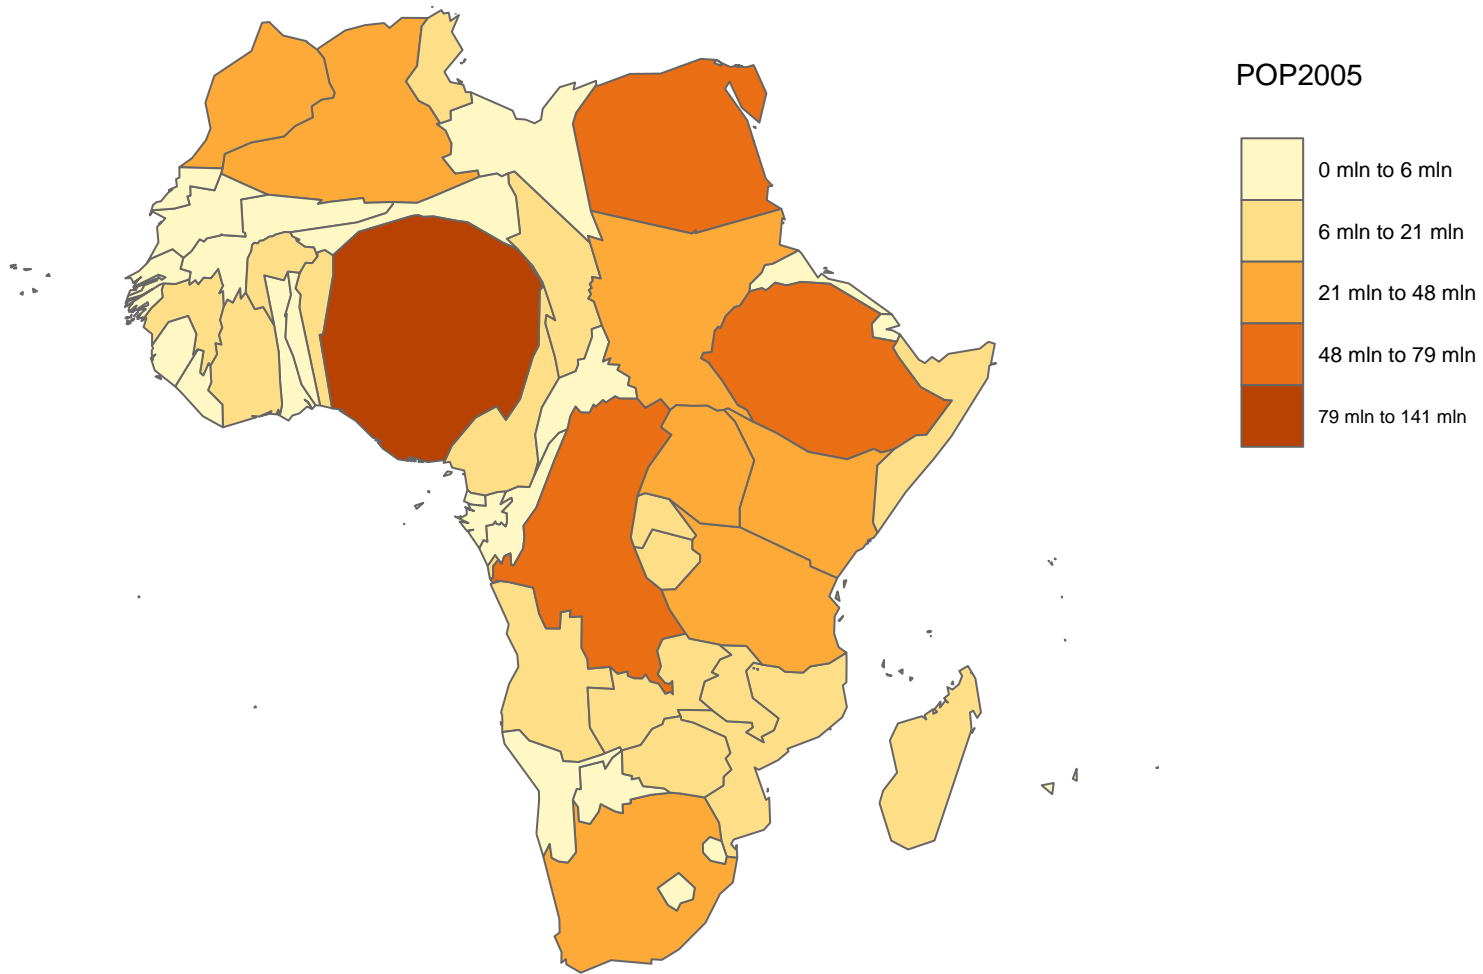 POP2005
0 mln to 6 mln
6 mln to 21 mln
21 mln to 48 mln
48 mln to 79 mln
79 mln to 141 mln